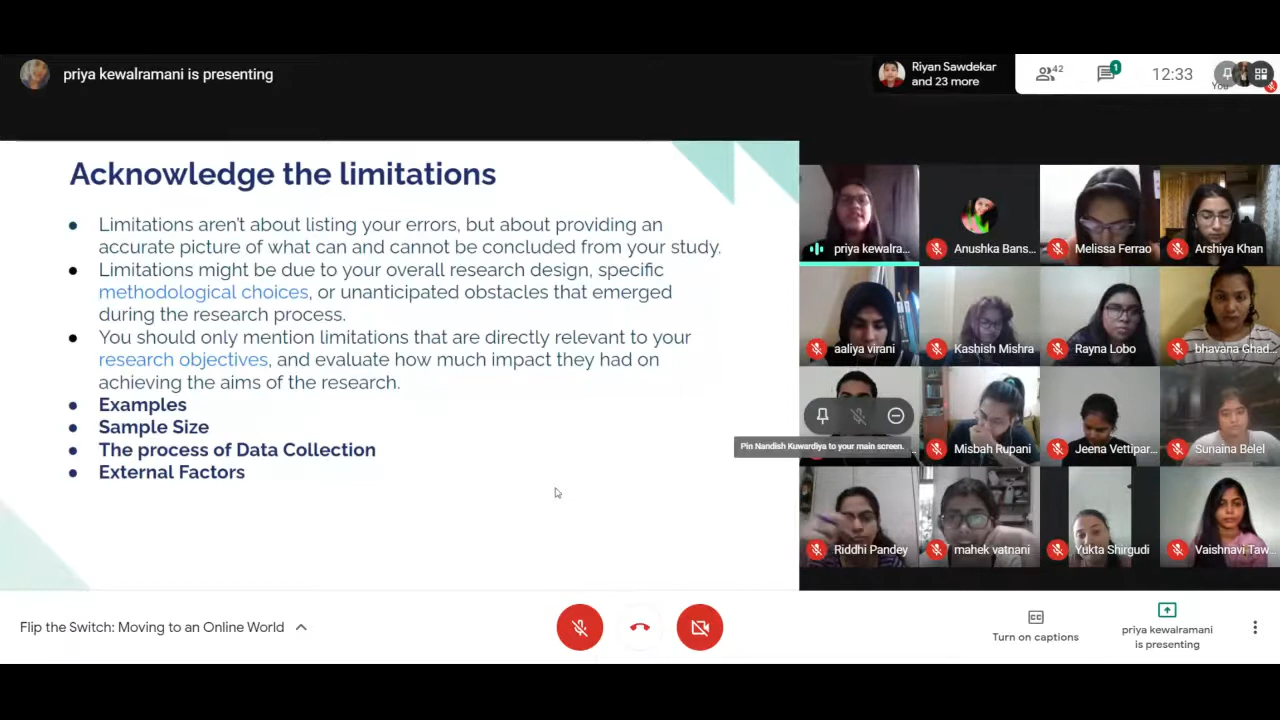 priya kewalramani is presenting
Riyan Sawdekar
and 23 more
42
1
12:33
You
Acknowledge the limitations
• Limitations aren't about listing your errors, but about providing an
accurate picture of what can and cannot be concluded from your study.
• Limitations might be due to your overall research design, specific
methodological choices, or unanticipated obstacles that emerged
during the research process.
• You should only mention limitations that are directly relevant to your
research objectives, and evaluate how much impact they had on
achieving the aims of the research.
• Examples
• Sample Size
• The process of Data Collection
• External Factors
priya kewalra...
Anushka Bans...
Melissa Ferrao
Arshiya Khan
aaliya virani
Kashish Mishra
Rayna Lobo
bhavana Ghad...
Pin Nandish Kuwardiya to your main screen.
Misbah Rupani
Jeena Vettipar...
Sunaina Belel
Riddhi Pandey
mahek vatnani
Yukta Shirgudi
Vaishnavi Taw...
Flip the Switch: Moving to an Online World
CC
Turn on captions
priya kewalramani
is presenting